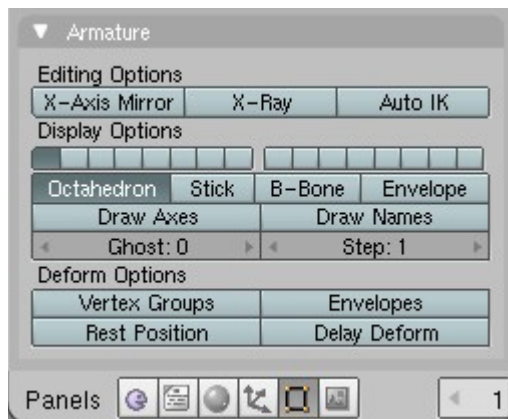 Armature
Editing Options
X-Axis Mirror X-Ray Auto IK
Display Options
Octahedron Stick B-Bone Envelope
Draw Axes Draw Names
Ghost: 0 Step: 1
Deform Options
Vertex Groups Envelopes
Rest Position Delay Deform
Panels 1